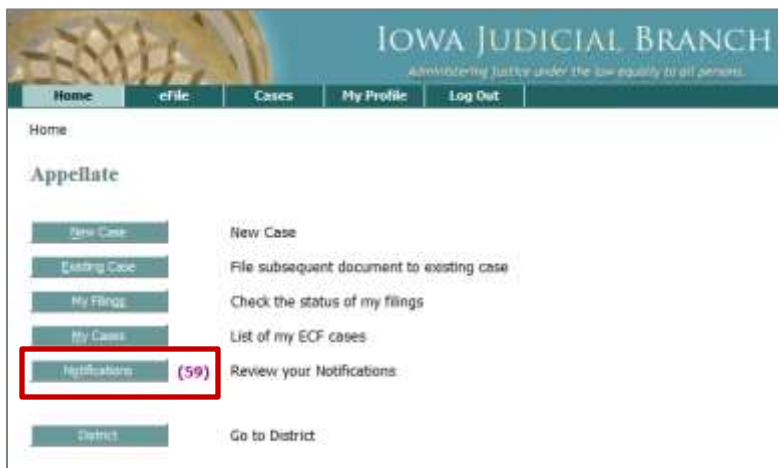 IOWA JUDICIAL BRANCH
Administering justice under the law equally to all persons.
Home eFile Cases My Profile Log Out
Home
Appellate
New Case New Case
Existing Case File subsequent document to existing case
My Filings Check the status of my filings
My Cases List of my ECF cases
Notifications (59) Review your Notifications
District Go to District